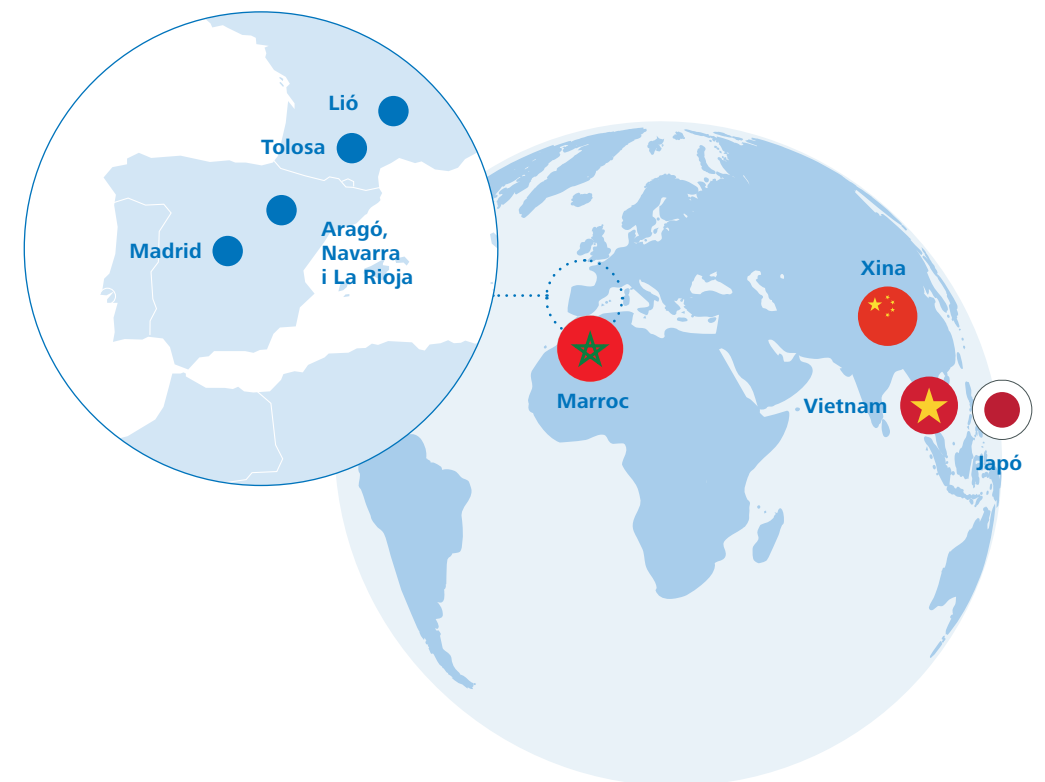 Lió
Tolosa
Aragó,
Navarra
i La Rioja
Madrid
Xina
Marroc
Vietnam
Japó